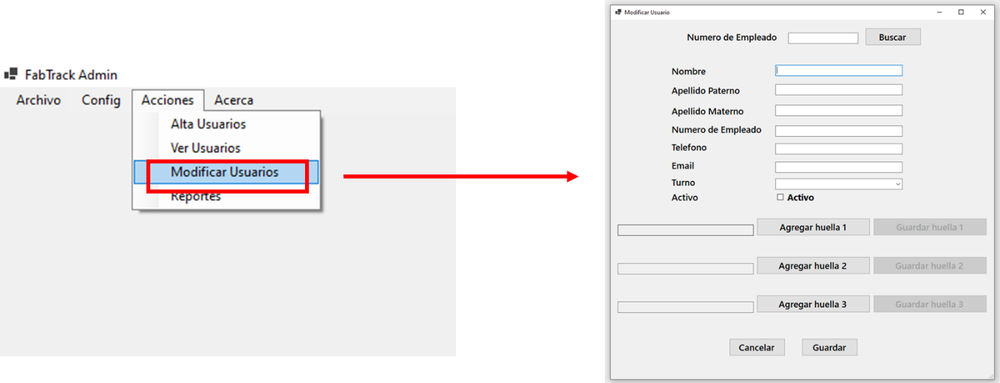 FabTrack Admin
Archivo Config Acciones Acerca
Alta Usuarios
Ver Usuarios
Modificar Usuarios
Reportes
Modificar Usuario
Numero de Empleado Buscar
Nombre
Apellido Paterno
Apellido Materno
Numero de Empleado
Telefono
Email
Turno
Activo Activo
Agregar huella 1 Guardar huella 1
Agregar huella 2 Guardar huella 2
Agregar huella 3 Guardar huella 3
Cancelar Guardar